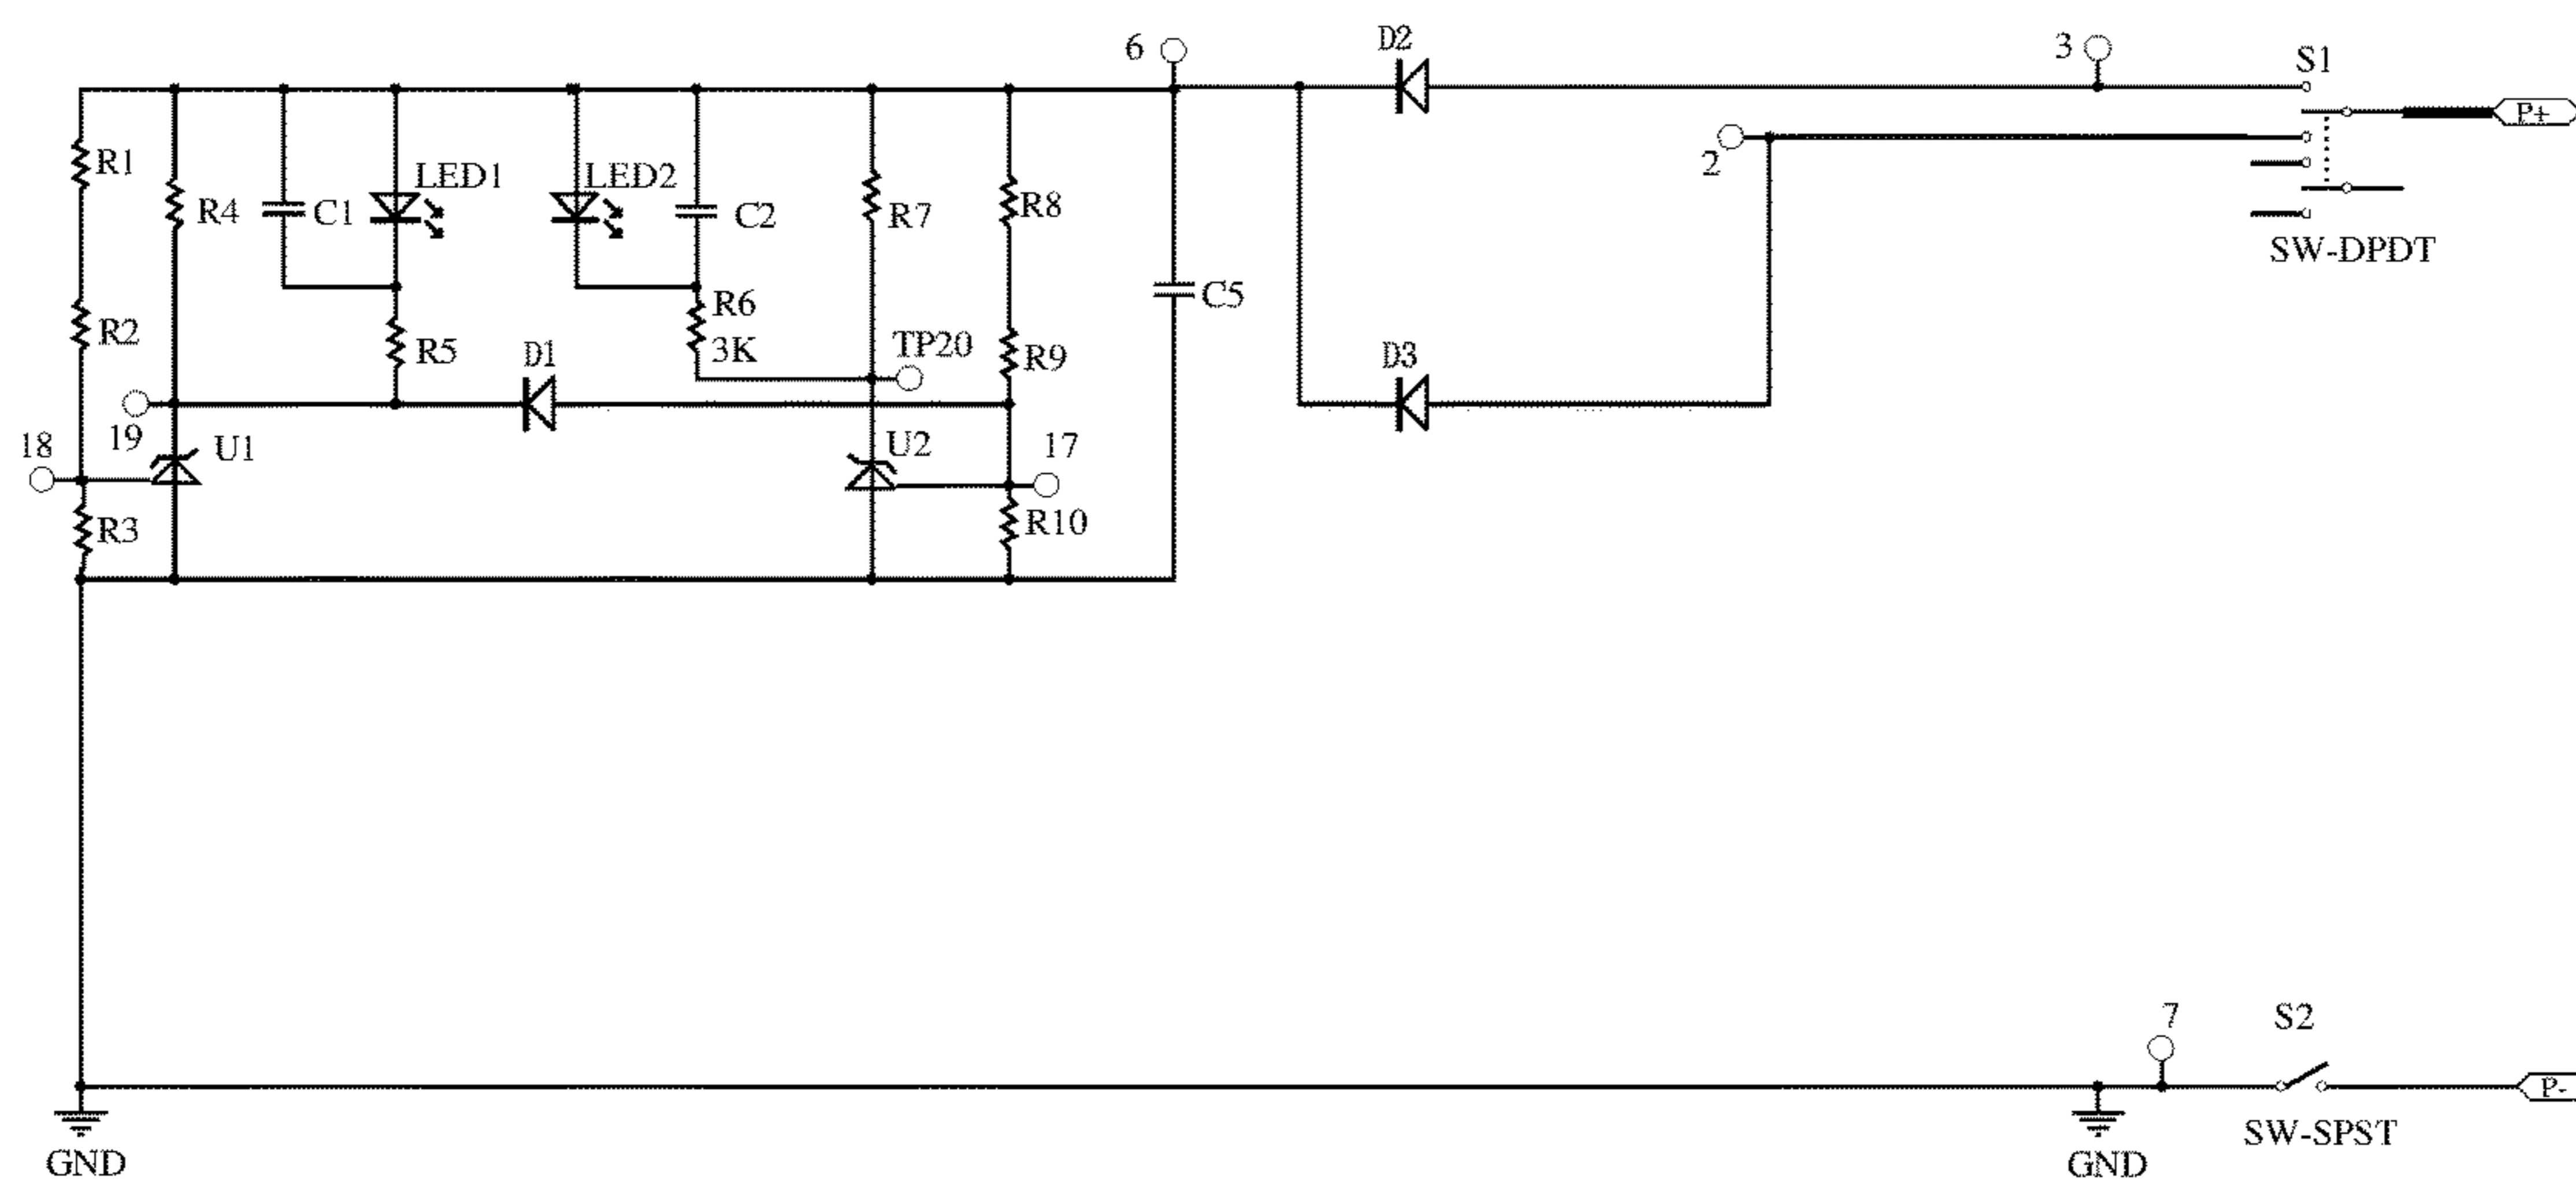 D2
6
3
S1
P+
2
R1
LED1
LED2
R4
C1
C2
R7
R8
SW-DPDT
R2
R6
3K
C5
R5
D1
TP20
R9
D3
18
19
U1
U2
17
R3
R10
7
S2
P-
SW-SPST
GND
GND